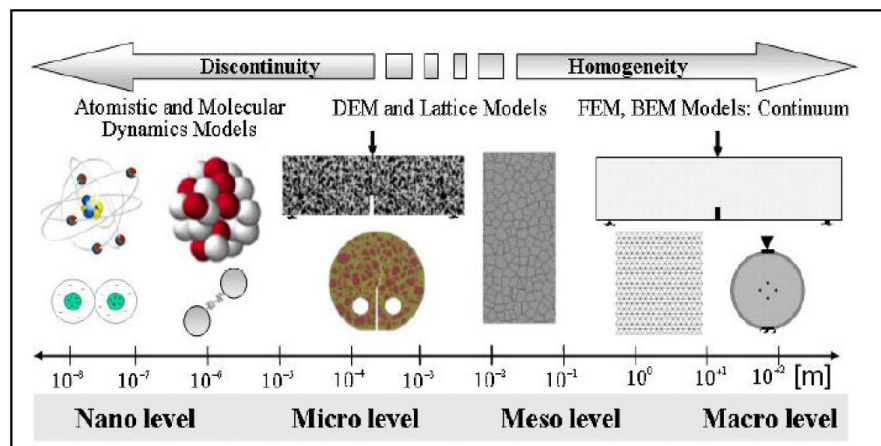 Discontinuity
Homogeneity
Atomistic and Molecular
Dynamics Models
DEM and Lattice Models
FEM, BEM Models: Continuum
10⁻⁸ 10⁻⁷ 10⁻⁶ 10⁻⁵ 10⁻⁴ 10⁻³ 10⁻² 10⁻¹ 10⁰ 10⁺¹ 10⁺² [m]
Nano level Micro level Meso level Macro level